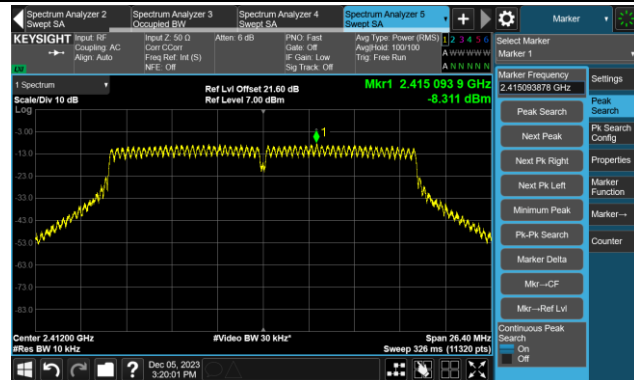 Spectrum Analyzer 2
Swept SA
Spectrum Analyzer 3
Occupied BW
Spectrum Analyzer 4
Swept SA
Spectrum Analyzer 5
Swept SA
+
Marker
KEYSIGHT
Input: RF
Coupling: AC
Align: Auto
Input Z: 50 Ω
Corr CCorr
Freq Ref: Int (S)
NFE: Off
Atten: 6 dB
PNO: Fast
Gate: Off
IF Gain: Low
Sig Track: Off
Avg Type: Power (RMS)
Avg|Hold: 100/100
Trig: Free Run
1 2 3 4 5 6
A W W W W W
A N N N N N
Select Marker
Marker 1
1 Spectrum
Scale/Div 10 dB
Log
Ref Lvl Offset 21.60 dB
Ref Level 7.00 dBm
Mkr1 2.415 093 9 GHz
-8.311 dBm
1
-3.00
-13.0
-23.0
-33.0
-43.0
-53.0
-63.0
-73.0
-83.0
Center 2.41200 GHz
#Res BW 10 kHz
#Video BW 30 kHz*
Span 26.40 MHz
Sweep 326 ms (11320 pts)
Marker Frequency
2.415093878 GHz
Peak Search
Next Peak
Next Pk Right
Next Pk Left
Minimum Peak
Pk-Pk Search
Marker Delta
Mkr→CF
Mkr→Ref Lvl
Continuous Peak
Search
On
Off
Settings
Peak
Search
Pk Search
Config
Properties
Marker
Function
Marker→
Counter
?
Dec 05, 2023
3:20:01 PM